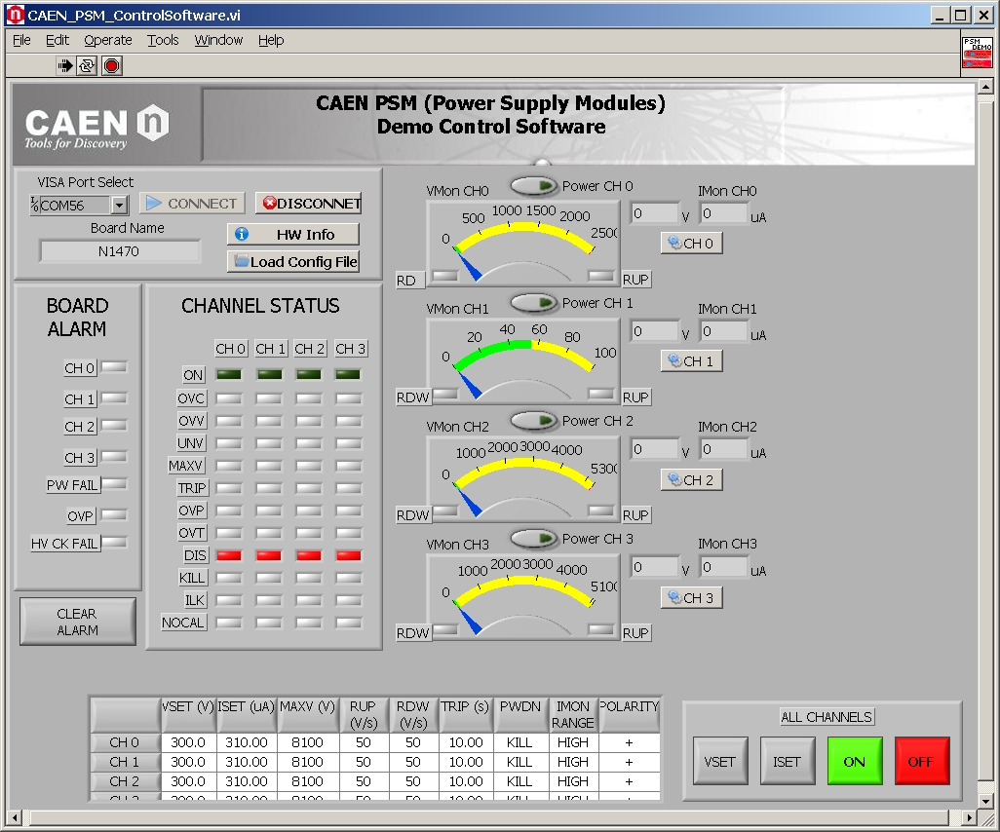 CAEN_PSM_ControlSoftware.vi
File Edit Operate Tools Window Help
PSM
DEMO
CAEN n
Tools for Discovery
CAEN PSM (Power Supply Modules)
Demo Control Software
VISA Port Select
COM56
CONNECT
DISCONNET
Board Name
N1470
HW Info
Load Config File
BOARD
ALARM
CH 0
CH 1
CH 2
CH 3
PW FAIL
OVP
HV CK FAIL
CLEAR
ALARM
CHANNEL STATUS
CH 0 CH 1 CH 2 CH 3
ON
OVC
OVV
UNV
MAXV
TRIP
OVP
OVT
DIS
KILL
ILK
NOCAL
VMon CH0 Power CH 0 IMon CH0
0 500 1000 1500 2000 2500
0 V 0 uA
CH 0
RD RUP
VMon CH1 Power CH 1 IMon CH1
0 20 40 60 80 100
0 V 0 uA
CH 1
RDW RUP
VMon CH2 Power CH 2 IMon CH2
0 1000 2000 3000 4000 5300
0 V 0 uA
CH 2
RDW RUP
VMon CH3 Power CH 3 IMon CH3
0 1000 2000 3000 4000 5100
0 V 0 uA
CH 3
RDW RUP
VSET (V) ISET (uA) MAXV (V) RUP (V/s) RDW (V/s) TRIP (s) PWDN IMON RANGE POLARITY
CH 0 300.0 310.00 8100 50 50 10.00 KILL HIGH +
CH 1 300.0 310.00 8100 50 50 10.00 KILL HIGH +
CH 2 300.0 310.00 8100 50 50 10.00 KILL HIGH +
ALL CHANNELS
VSET ISET ON OFF